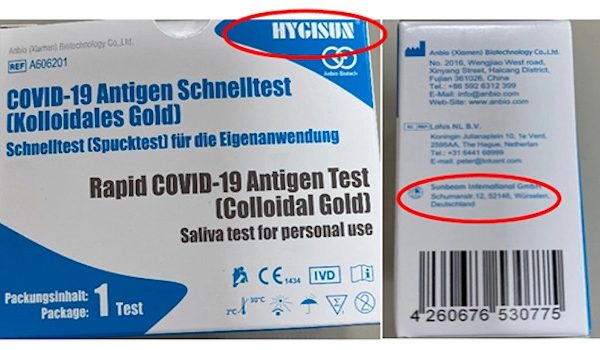 Anbio (Xiamen) Biotechnology Co., Ltd.
HYGISUN
REF A606201
Anbio Biotech
COVID-19 Antigen Schnelltest
(Kolloidales Gold)
Schnelltest (Spucktest) für die Eigenanwendung
Rapid COVID-19 Antigen Test
(Colloidal Gold)
Saliva test for personal use
CE 1434 IVD
2°C 30°C
Packungsinhalt:
Package: 1 Test
Anbio (Xiamen) Biotechnology Co., Ltd.
No. 2016, Wengjiao West road,
Xinyang Street, Haicang District,
Fujian 361026, China
Tel.: +86 592 6312 399
E-Mail: info@anbio.com
Web-Site: www.anbio.com
EC REP Lotus NL B.V.
Koningin Julianaplein 10, 1e Verd,
2595AA, The Hague, Netherlan
Tel.: +31 6441 68999
E-mail: peter@lotusnl.com
Sunbeam International GmbH
Schumanstr.12, 52146, Würselen,
Deutschland
4 260676 530775